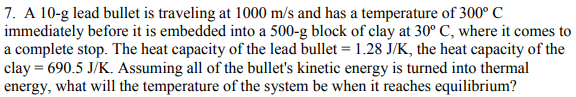 7. A 10-g lead bullet is traveling at 1000 m/s and has a temperature of 300º C
immediately before it is embedded into a 500-g block of clay at 30º C, where it comes to
a complete stop. The heat capacity of the lead bullet = 1.28 J/K, the heat capacity of the
clay = 690.5 J/K. Assuming all of the bullet's kinetic energy is turned into thermal
energy, what will the temperature of the system be when it reaches equilibrium?